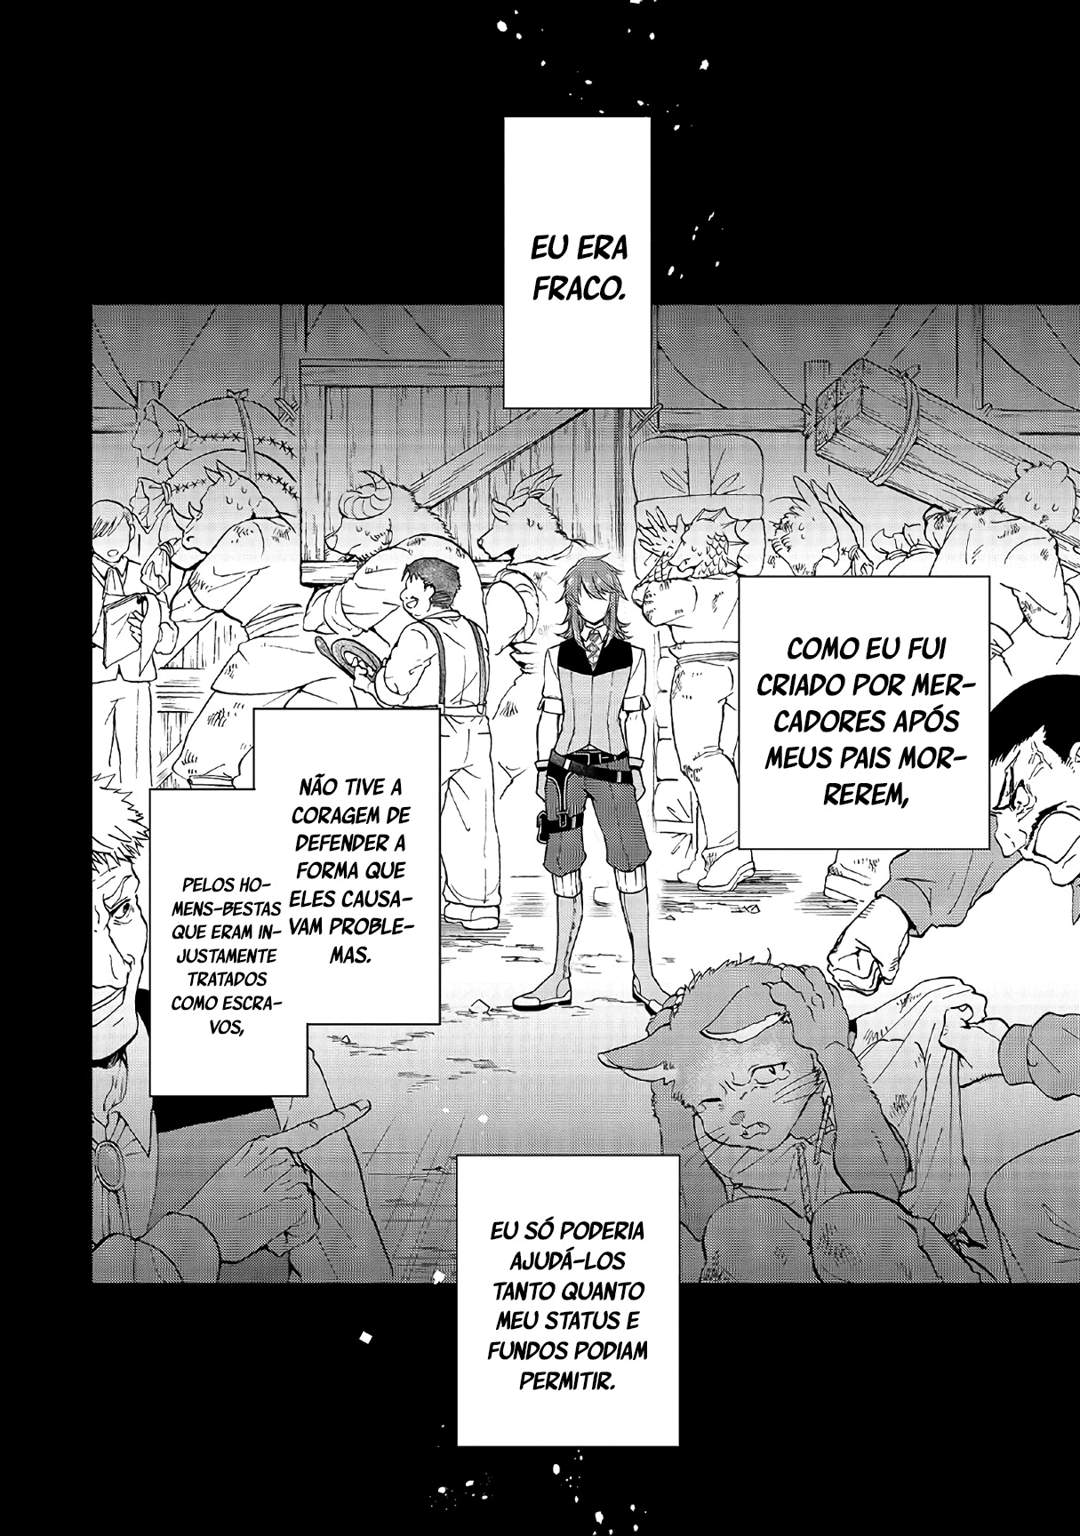 EU ERA
FRACO.
COMO EU FUI
CRIADO POR MER-
CADORES APÓS
MEUS PAIS MOR-
REREM,
NÃO TIVE A
CORAGEM DE
DEFENDER A
FORMA QUE
ELES CAUSA-
VAM PROBLE-
MAS.
PELOS HO-
MENS-BESTAS
QUE ERAM IN-
JUSTAMENTE
TRATADOS
COMO ESCRA-
VOS,
EU SÓ PODERIA
AJUDÁ-LOS
TANTO QUANTO
MEU STATUS E
FUNDOS PODIAM
PERMITIR.